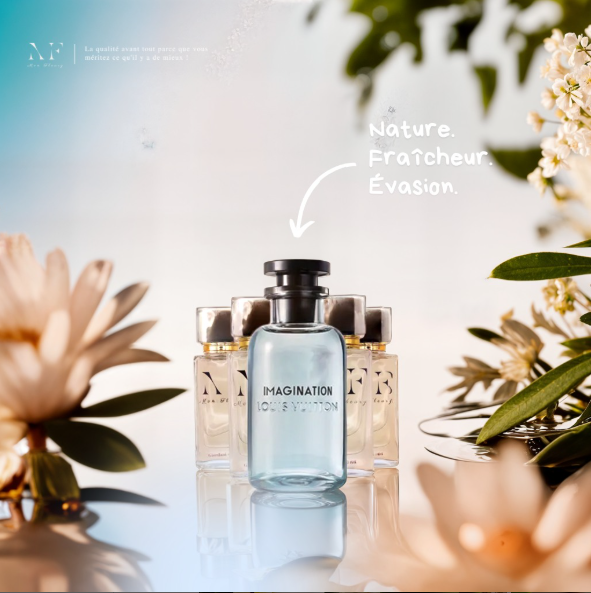 NF
La qualité avant tout parce que vous
méritez ce qu'il y a de mieux !
Nature.
Fraîcheur.
Évasion.
IMAGINATION
LOUIS VUITTON
N
N
F
F